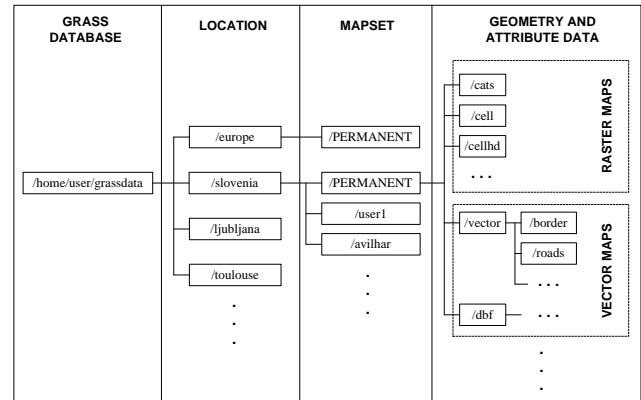 GRASS
DATABASE
LOCATION
MAPSET
GEOMETRY AND
ATTRIBUTE DATA
/home/user/grassdata
/europe
/slovenia
/ljubljana
/toulouse
. . .
/PERMANENT
/PERMANENT
/user1
/avilhar
. . .
/cats
/cell
/cellhd
. . .
RASTER MAPS
/vector
/border
/roads
. . .
/dbf
. . .
VECTOR MAPS
. . .